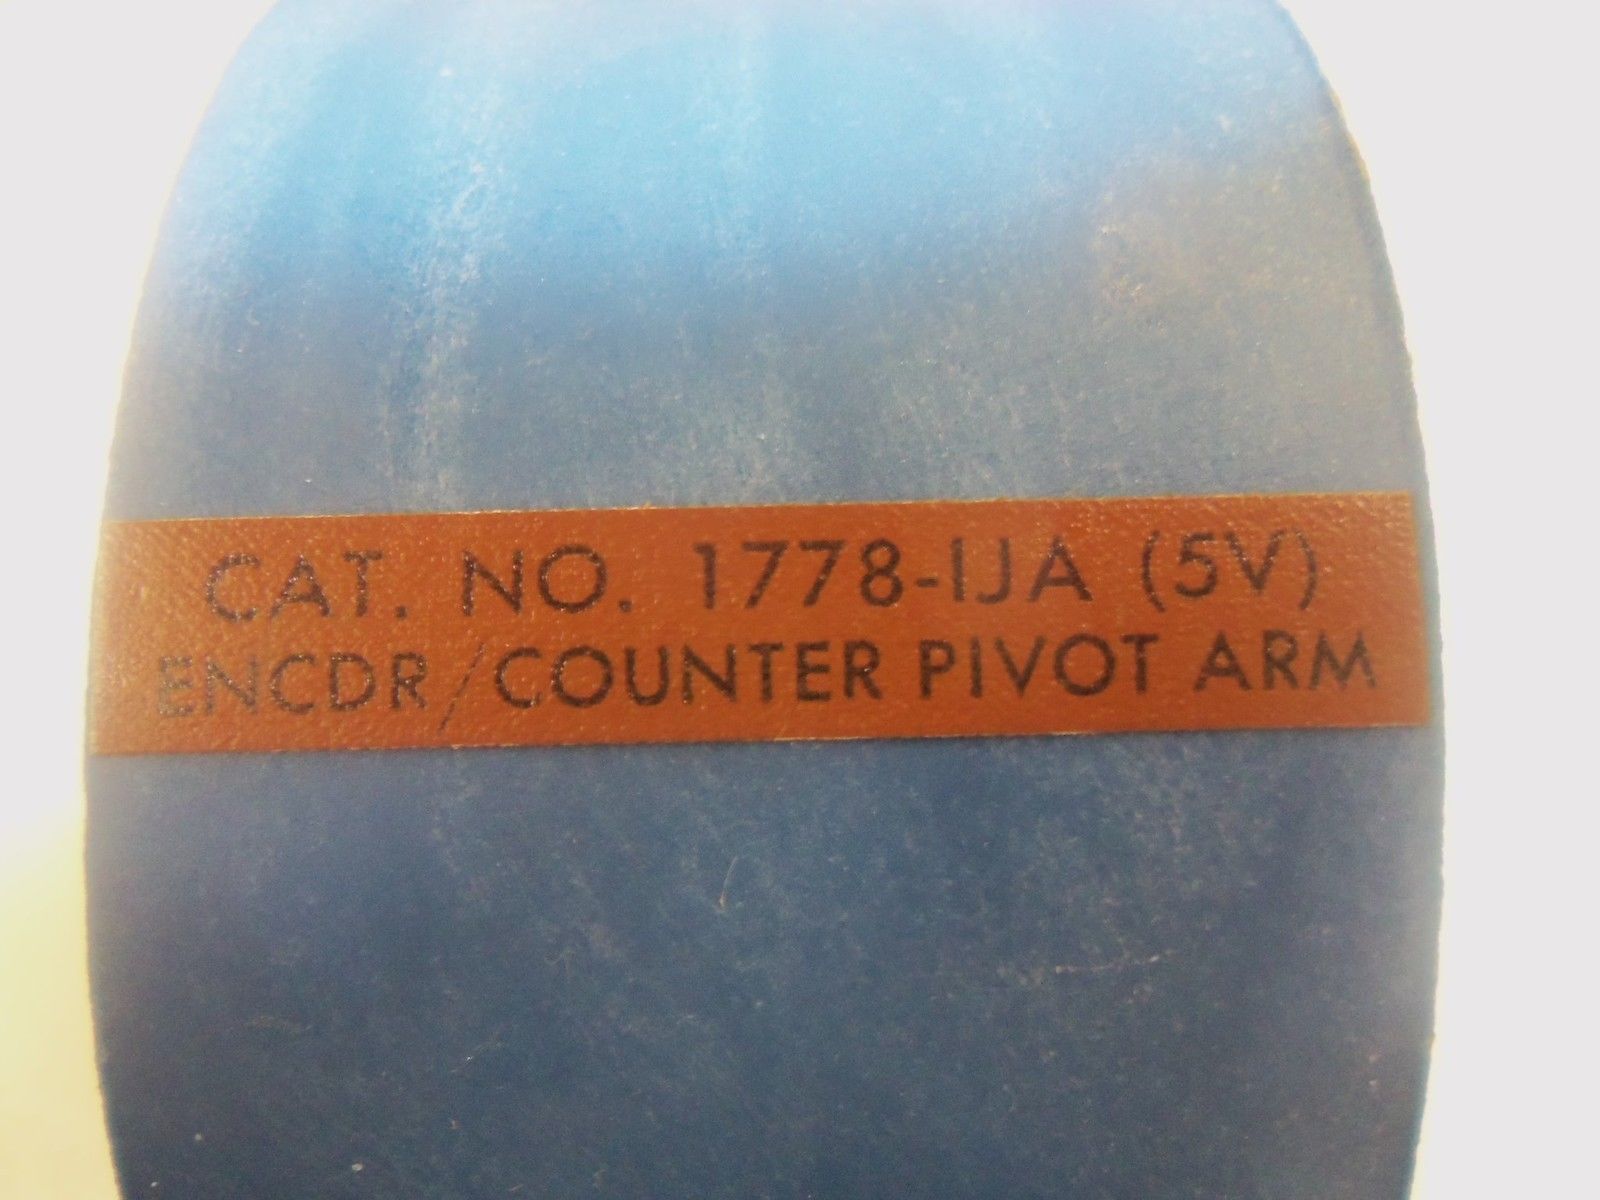 CAT. NO. 1778-IJA (5V)
ENCDR/COUNTER PIVOT ARM